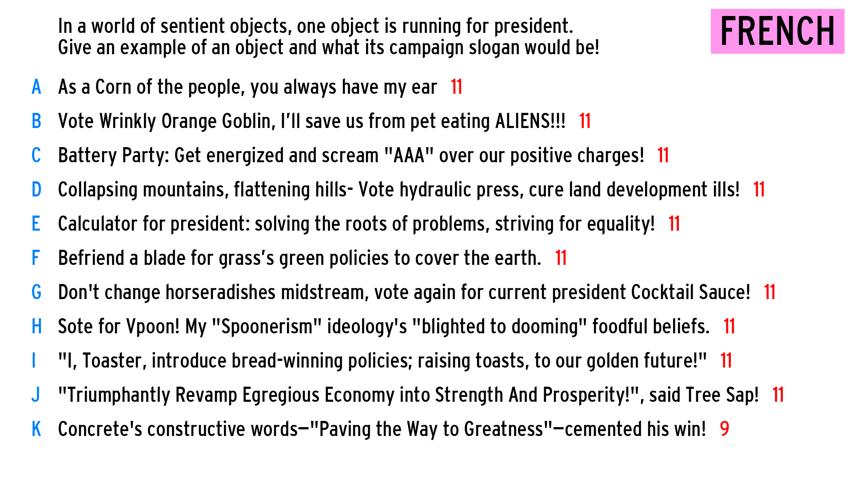 In a world of sentient objects, one object is running for president.
Give an example of an object and what its campaign slogan would be!
FRENCH
A As a Corn of the people, you always have my ear 11
B Vote Wrinkly Orange Goblin, I'll save us from pet eating ALIENS!!! 11
C Battery Party: Get energized and scream "AAA" over our positive charges! 11
D Collapsing mountains, flattening hills- Vote hydraulic press, cure land development ills! 11
E Calculator for president: solving the roots of problems, striving for equality! 11
F Befriend a blade for grass's green policies to cover the earth. 11
G Don't change horseradishes midstream, vote again for current president Cocktail Sauce! 11
H Sote for Vpoon! My "Spoonerism" ideology's "blighted to dooming" foodful beliefs. 11
I "I, Toaster, introduce bread-winning policies; raising toasts, to our golden future!" 11
J "Triumphantly Revamp Egregious Economy into Strength And Prosperity!", said Tree Sap! 11
K Concrete's constructive words—"Paving the Way to Greatness"—cemented his win! 9